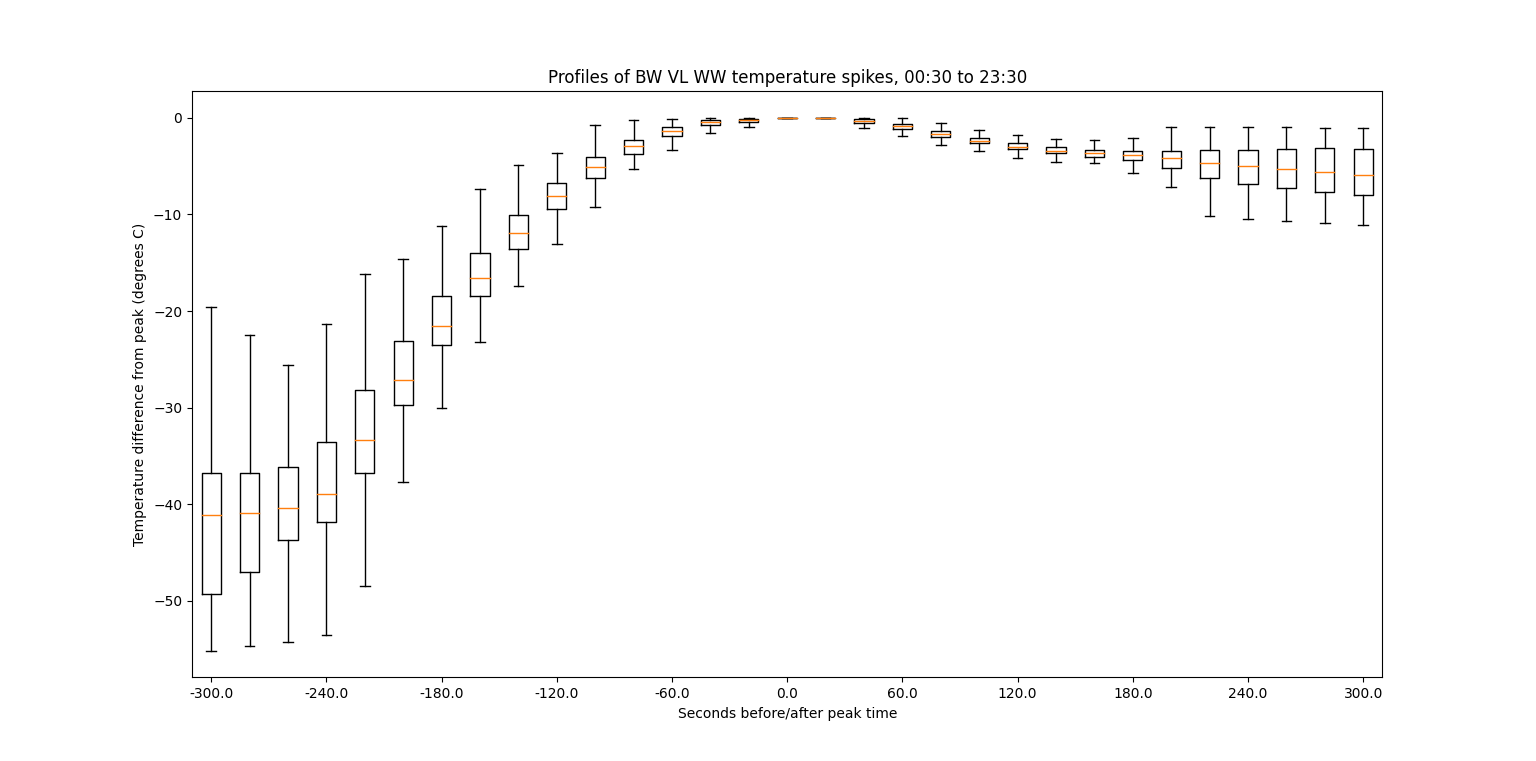 Profiles of BW VL WW temperature spikes, 00:30 to 23:30
Temperature difference from peak (degrees C)
0
−10
−20
−30
−40
−50
-300.0 -240.0 -180.0 -120.0 -60.0 0.0 60.0 120.0 180.0 240.0 300.0
Seconds before/after peak time